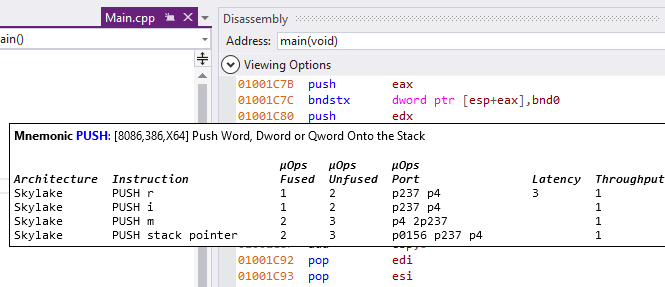 Main.cpp
ain()
Disassembly
Address: main(void)
Viewing Options
01001C7B push eax
01001C7C bndstx dword ptr [esp+eax],bnd0
01001C80 push edx
Mnemonic PUSH: [8086,386,X64] Push Word, Dword or Qword Onto the Stack
µOps µOps µOps
Architecture Instruction Fused Unfused Port Latency Throughput
Skylake PUSH r 1 2 p237 p4 3 1
Skylake PUSH i 1 2 p237 p4 1
Skylake PUSH m 2 3 p4 2p237 1
Skylake PUSH stack pointer 2 3 p0156 p237 p4 1
01001C92 pop edi
01001C93 pop esi